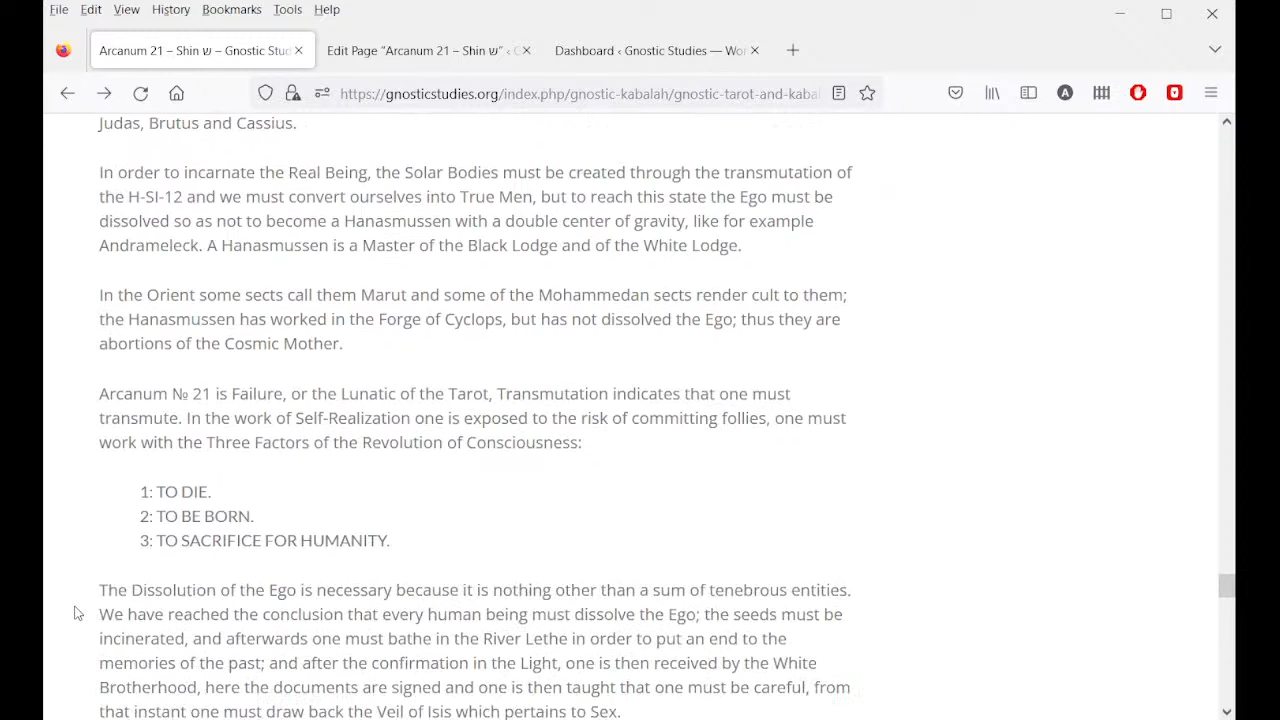 File Edit View History Bookmarks Tools Help
Arcanum 21 – Shin ש – Gnostic Stud
Edit Page “Arcanum 21 – Shin ש” ‹ G
Dashboard ‹ Gnostic Studies — Wor
https://gnosticstudies.org/index.php/gnostic-kabalah/gnostic-tarot-and-kaba
Judas, Brutus and Cassius.
In order to incarnate the Real Being, the Solar Bodies must be created through the transmutation of
the H-SI-12 and we must convert ourselves into True Men, but to reach this state the Ego must be
dissolved so as not to become a Hanasmussen with a double center of gravity, like for example
Andrameleck. A Hanasmussen is a Master of the Black Lodge and of the White Lodge.
In the Orient some sects call them Marut and some of the Mohammedan sects render cult to them;
the Hanasmussen has worked in the Forge of Cyclops, but has not dissolved the Ego; thus they are
abortions of the Cosmic Mother.
Arcanum № 21 is Failure, or the Lunatic of the Tarot, Transmutation indicates that one must
transmute. In the work of Self-Realization one is exposed to the risk of committing follies, one must
work with the Three Factors of the Revolution of Consciousness:
1: TO DIE.
2: TO BE BORN.
3: TO SACRIFICE FOR HUMANITY.
The Dissolution of the Ego is necessary because it is nothing other than a sum of tenebrous entities.
We have reached the conclusion that every human being must dissolve the Ego; the seeds must be
incinerated, and afterwards one must bathe in the River Lethe in order to put an end to the
memories of the past; and after the confirmation in the Light, one is then received by the White
Brotherhood, here the documents are signed and one is then taught that one must be careful, from
that instant one must draw back the Veil of Isis which pertains to Sex.